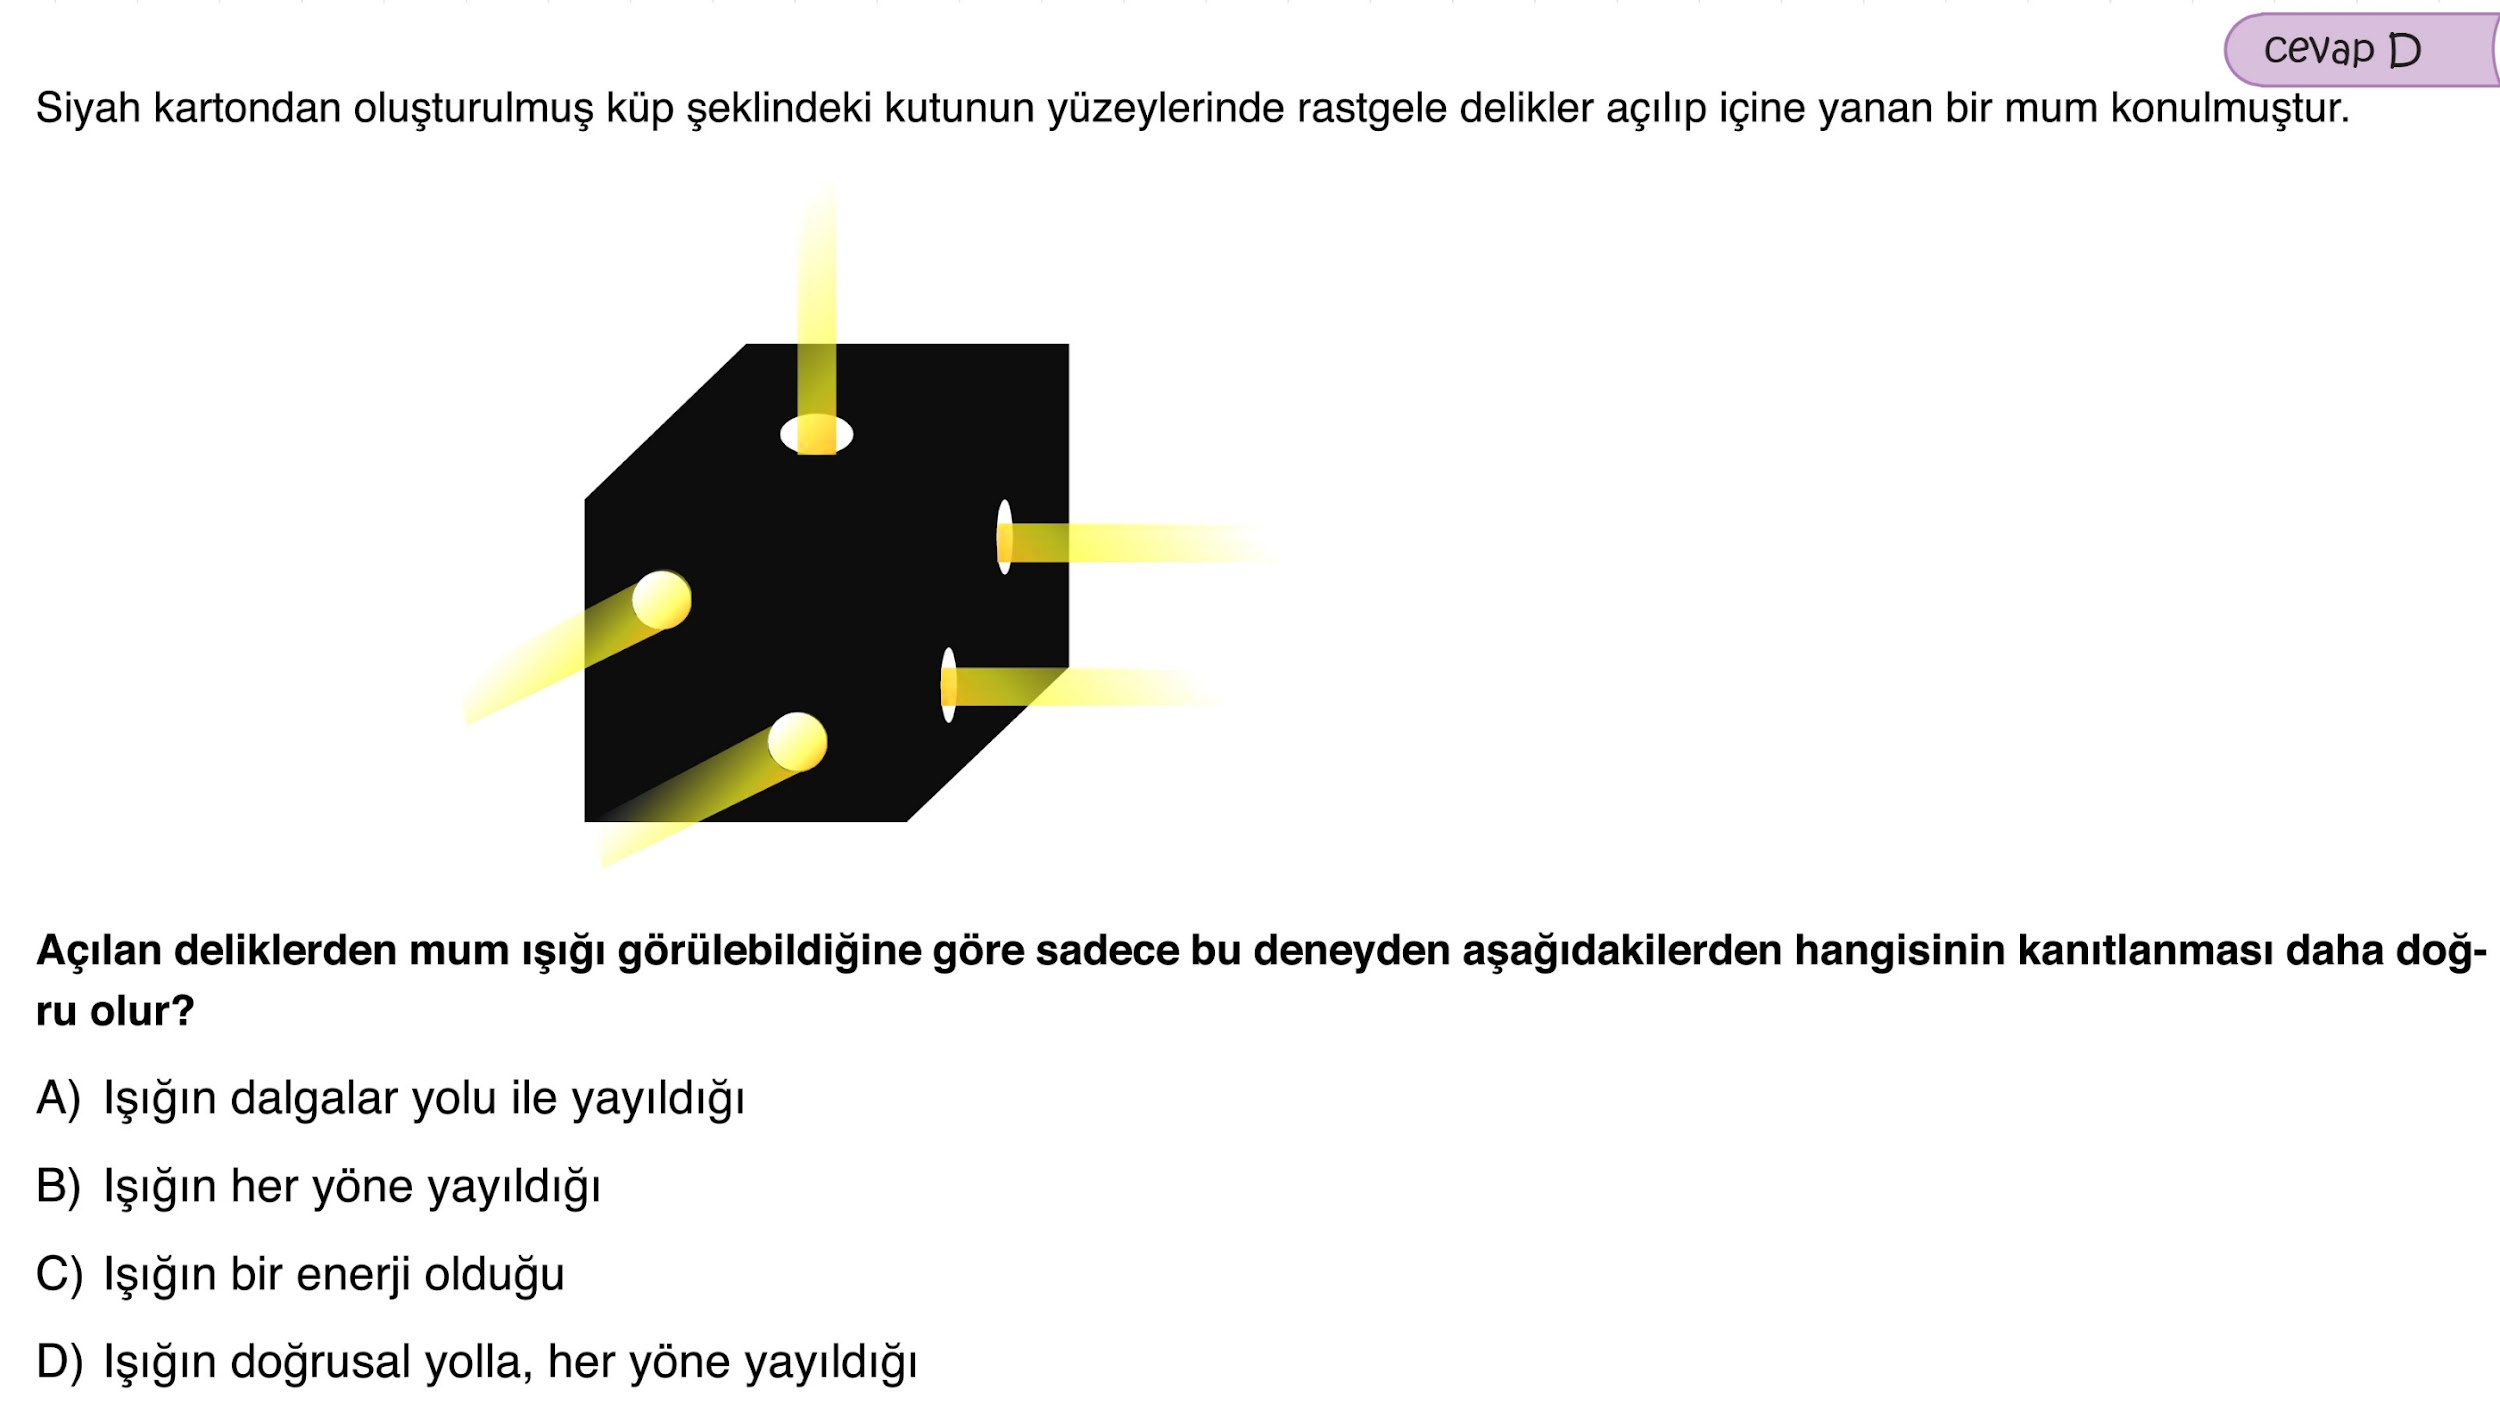 cevap D
Siyah kartondan oluşturulmuş küp şeklindeki kutunun yüzeylerinde rastgele delikler açılıp içine yanan bir mum konulmuştur.
Açılan deliklerden mum ışığı görülebildiğine göre sadece bu deneyden aşağıdakilerden hangisinin kanıtlanması daha doğ-
ru olur?
A) Işığın dalgalar yolu ile yayıldığı
B) Işığın her yöne yayıldığı
C) Işığın bir enerji olduğu
D) Işığın doğrusal yolla, her yöne yayıldığı